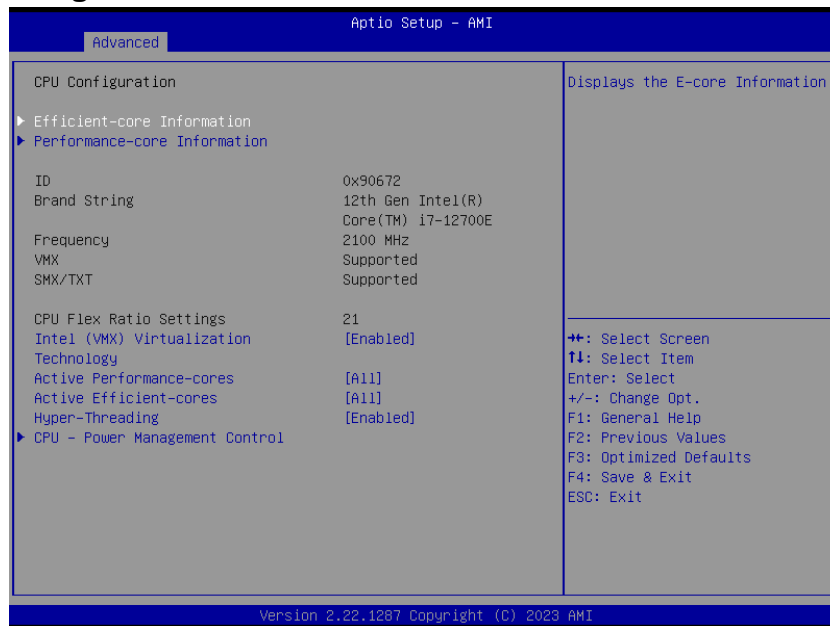 Aptio Setup – AMI
Advanced
CPU Configuration
Efficient-core Information
Performance-core Information
ID 0x90672
Brand String 12th Gen Intel(R)
Core(TM) i7-12700E
Frequency 2100 MHz
VMX Supported
SMX/TXT Supported
CPU Flex Ratio Settings 21
Intel (VMX) Virtualization [Enabled]
Technology
Active Performance-cores [All]
Active Efficient-cores [All]
Hyper-Threading [Enabled]
CPU – Power Management Control
Displays the E-core Information
→←: Select Screen
↑↓: Select Item
Enter: Select
+/-: Change Opt.
F1: General Help
F2: Previous Values
F3: Optimized Defaults
F4: Save & Exit
ESC: Exit
Version 2.22.1287 Copyright (C) 2023 AMI